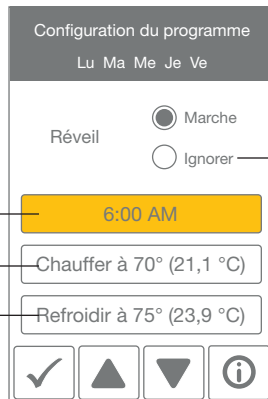 Configuration du programme
Lu Ma Me Je Ve
Réveil
Marche
Ignorer
6:00 AM
Chauffer à 70° (21,1 °C)
Refroidir à 75° (23,9 °C)